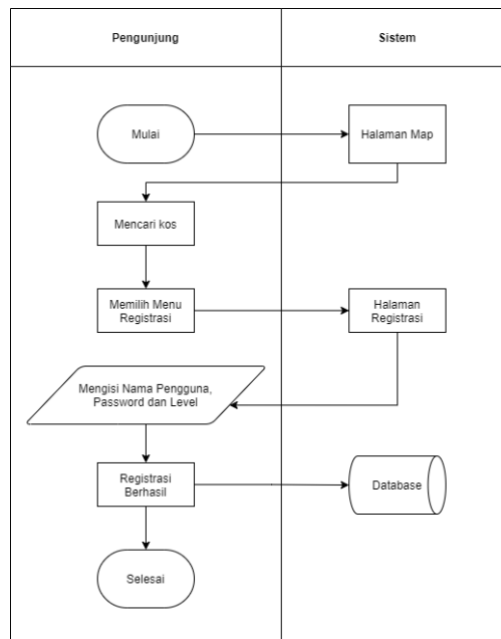 Pengunjung
Sistem
Mulai
Halaman Map
Mencari kos
Memilih Menu
Registrasi
Halaman
Registrasi
Mengisi Nama Pengguna,
Password dan Level
Registrasi
Berhasil
Database
Selesai